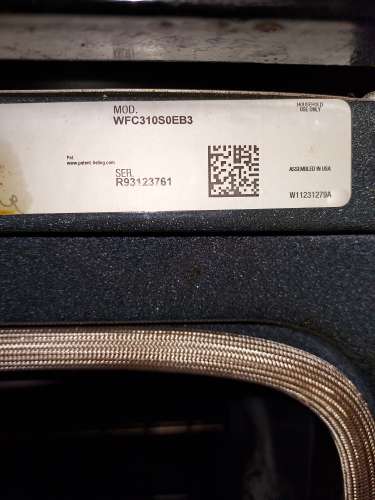 MOD.
WFC310S0EB3
HOUSEHOLD
USE ONLY
Pat.
www.patent-listing.com
SER.
R93123761
ASSEMBLED IN USA
W11231279A